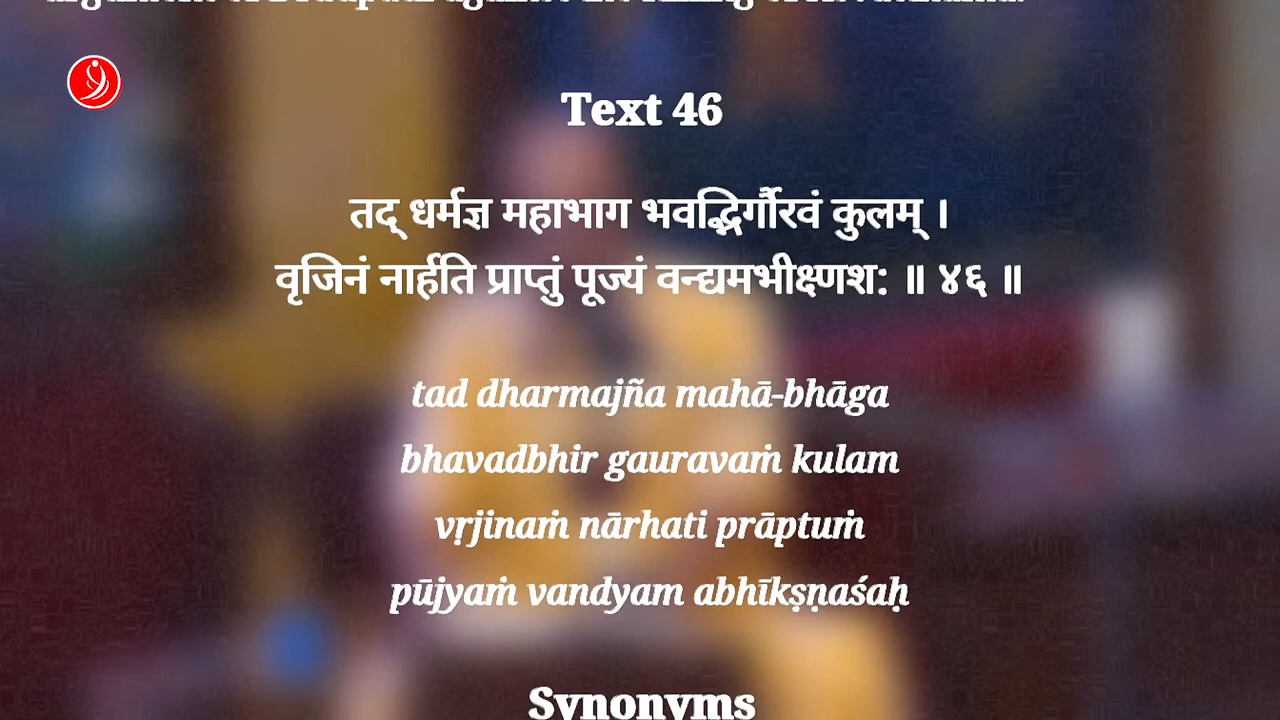 Text 46
तद् धर्मज्ञ महाभाग भवद्भिर्गौरवं कुलम् ।
वृजिनं नार्हति प्राप्तुं पूज्यं वन्द्यमभीक्ष्णश: ॥ ४६ ॥
tad dharmajña mahā-bhāga
bhavadbhir gauravaṁ kulam
vṛjinaṁ nārhati prāptuṁ
pūjyaṁ vandyam abhīkṣṇaśaḥ
Synonyms